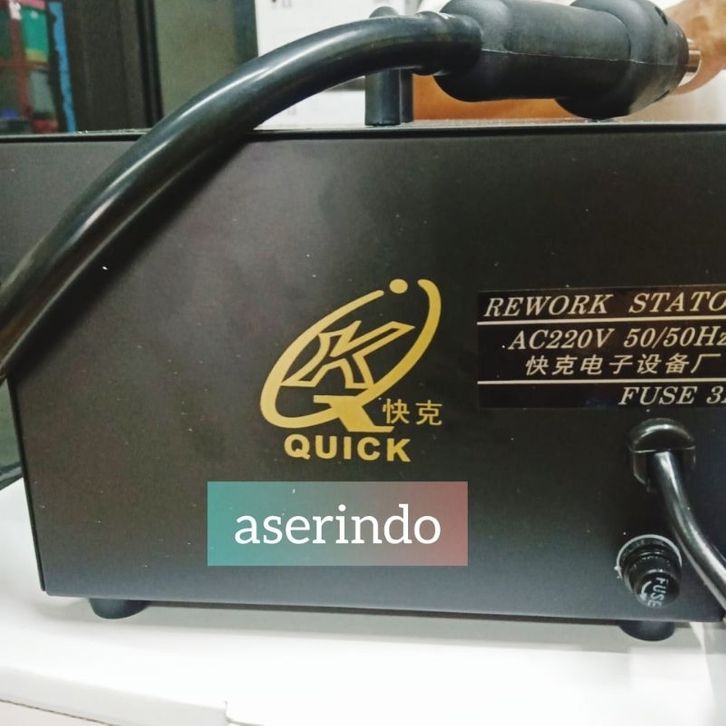 REWORK STATO
AC220V 50/50Hz
快克电子设备厂
FUSE 3
快克
QUICK
aserindo
FUSE